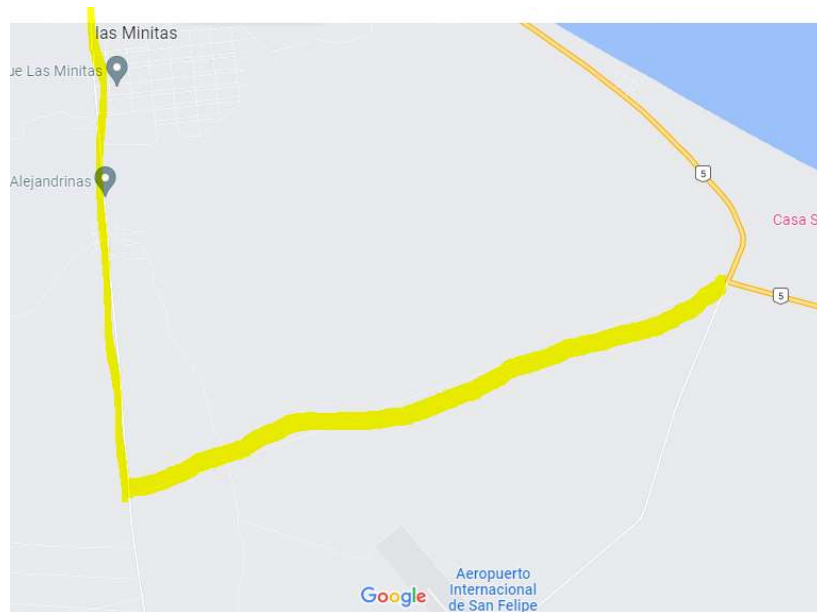 las Minitas
ue Las Minitas
Alejandrinas
5
Casa S
5
Aeropuerto
Internacional
de San Felipe
Google